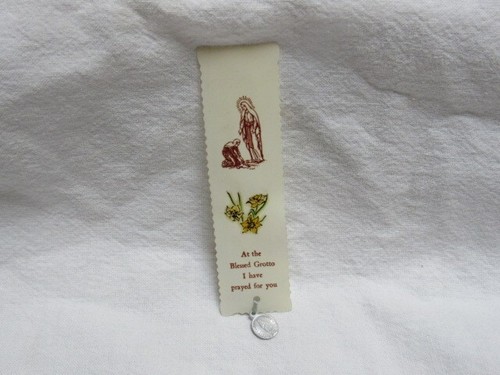 At the
Blessed Grotto
I have
prayed for you